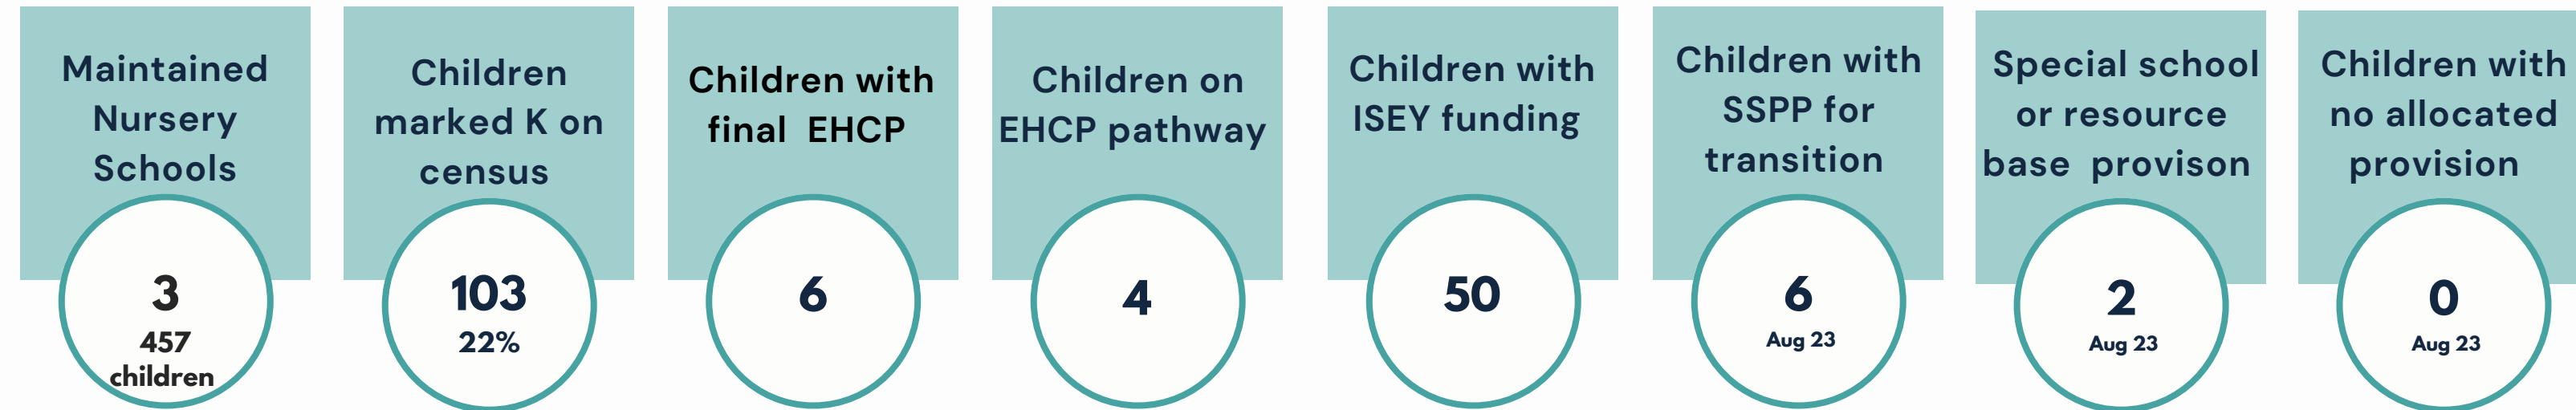 Maintained
Nursery
Schools
3
457
children
Children
marked K on
census
103
22%
Children with
final EHCP
6
Children on
EHCP pathway
4
Children with
ISEY funding
50
Children with
SSPP for
transition
6
Aug 23
Special school
or resource
base provison
2
Aug 23
Children with
no allocated
provision
0
Aug 23